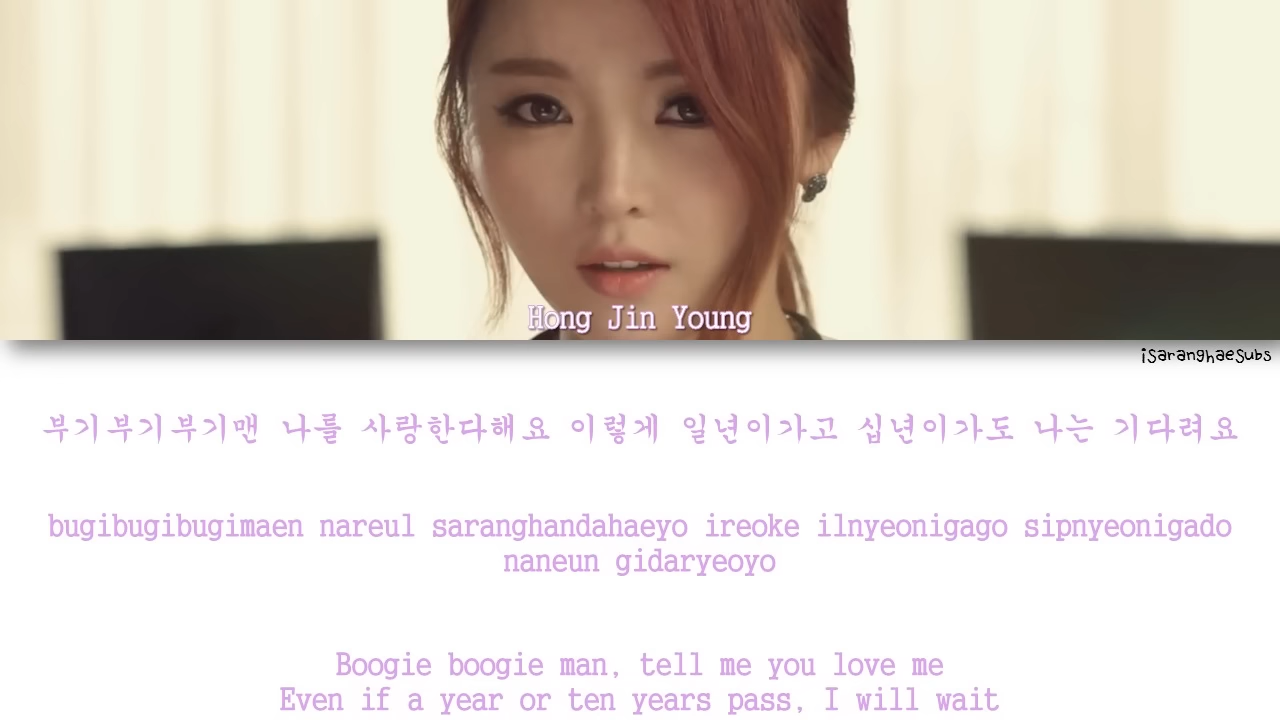 Hong Jin Young
iSaranghaeSubs
부기부기부기맨 나를 사랑한다해요 이렇게 일년이가고 십년이가도 나는 기다려요
bugibugibugimaen nareul saranghandahaeyo ireoke ilnyeonigago sipnyeonigado
naneun gidaryeoyo
Boogie boogie man, tell me you love me
Even if a year or ten years pass, I will wait